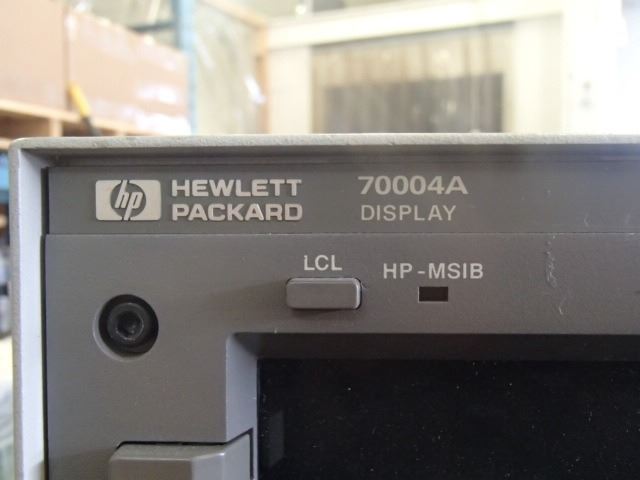 hp HEWLETT PACKARD 70004A
DISPLAY
LCL
HP-MSIB